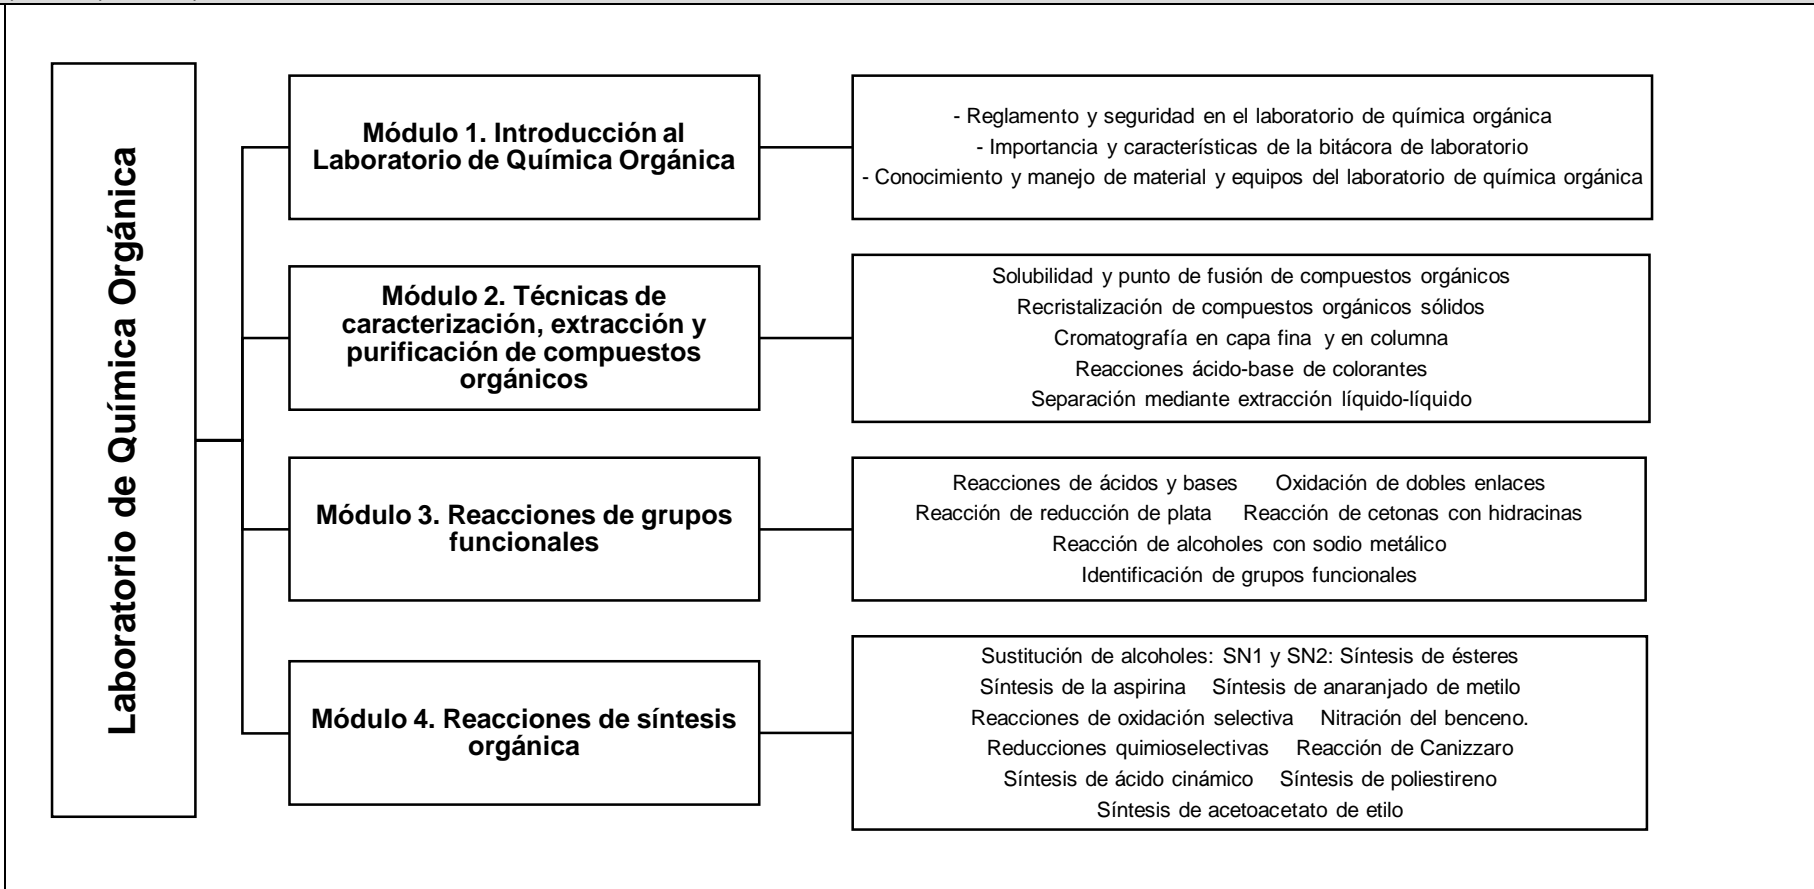 Laboratorio de Química Orgánica
Módulo 1. Introducción al
Laboratorio de Química Orgánica
- Reglamento y seguridad en el laboratorio de química orgánica
- Importancia y características de la bitácora de laboratorio
- Conocimiento y manejo de material y equipos del laboratorio de química orgánica
Módulo 2. Técnicas de
caracterización, extracción y
purificación de compuestos
orgánicos
Solubilidad y punto de fusión de compuestos orgánicos
Recristalización de compuestos orgánicos sólidos
Cromatografía en capa fina y en columna
Reacciones ácido-base de colorantes
Separación mediante extracción líquido-líquido
Módulo 3. Reacciones de grupos
funcionales
Reacciones de ácidos y bases Oxidación de dobles enlaces
Reacción de reducción de plata Reacción de cetonas con hidracinas
Reacción de alcoholes con sodio metálico
Identificación de grupos funcionales
Módulo 4. Reacciones de síntesis
orgánica
Sustitución de alcoholes: SN1 y SN2: Síntesis de ésteres
Síntesis de la aspirina Síntesis de anaranjado de metilo
Reacciones de oxidación selectiva Nitración del benceno.
Reducciones quimioselectivas Reacción de Canizzaro
Síntesis de ácido cinámico Síntesis de poliestireno
Síntesis de acetoacetato de etilo